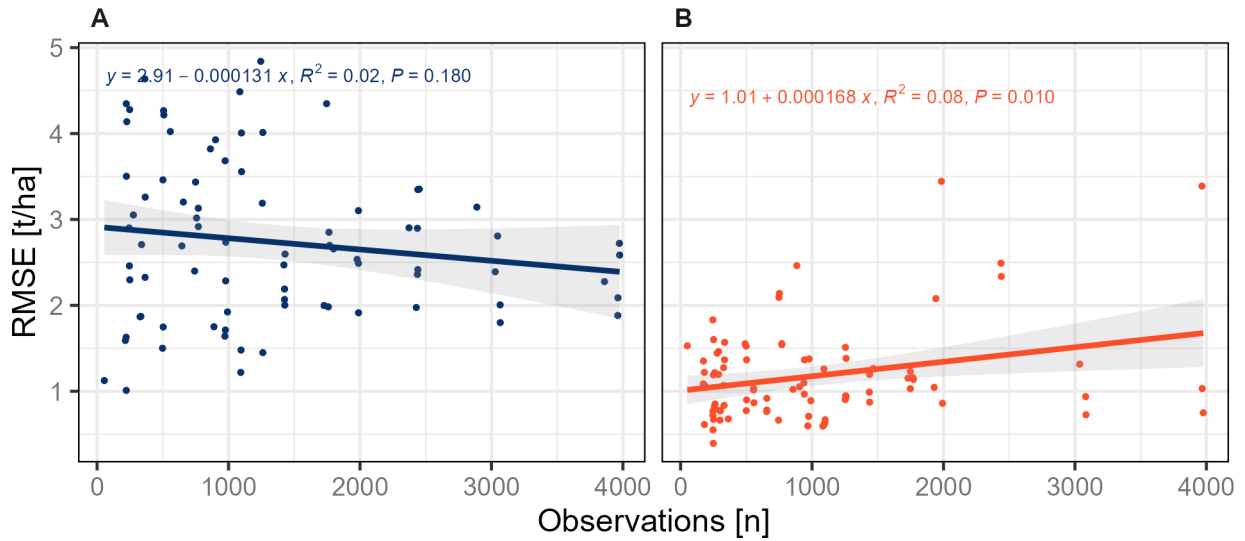 A
B
y = 2.91 − 0.000131 x, R² = 0.02, P = 0.180
y = 1.01 + 0.000168 x, R² = 0.08, P = 0.010
RMSE [t/ha]
5
4
3
2
1
0 1000 2000 3000 4000
0 1000 2000 3000 4000
Observations [n]